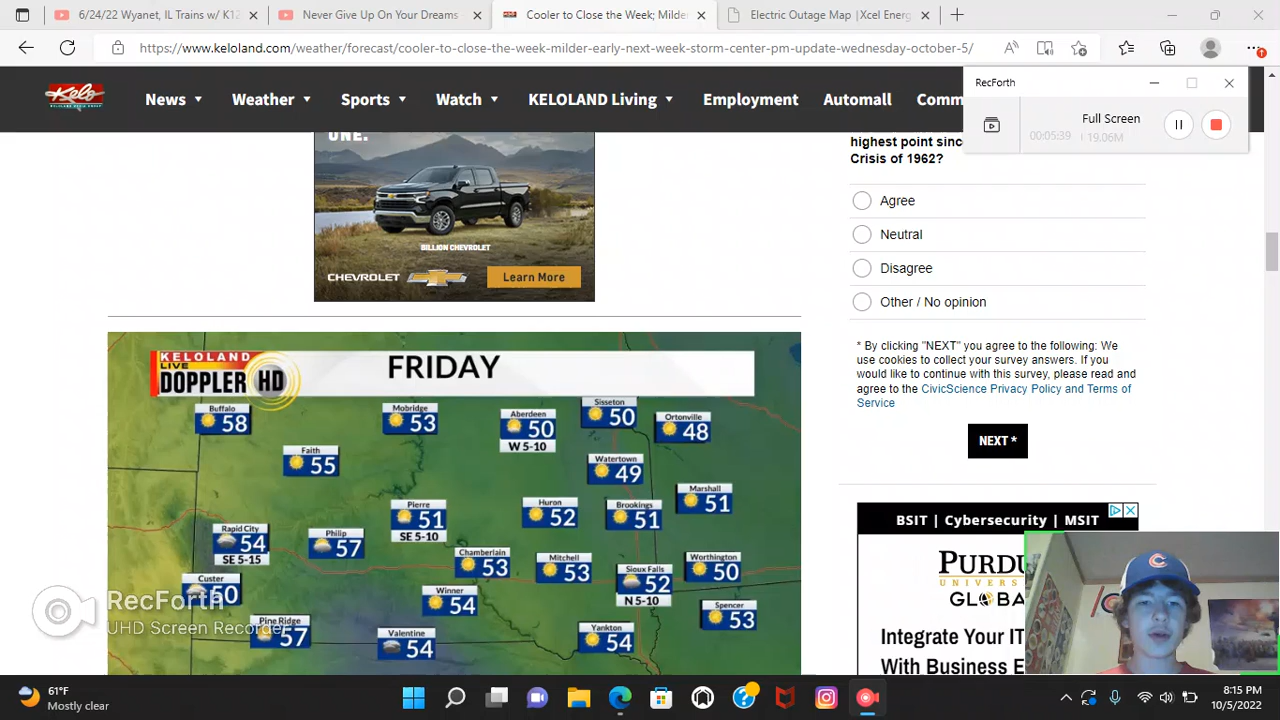 6/24/22 Wyanet, IL Trains w/ K12
Never Give Up On Your Dreams -
Cooler to Close the Week; Milder
Electric Outage Map | Xcel Energ
https://www.keloland.com/weather/forecast/cooler-to-close-the-week-milder-early-next-week-storm-center-pm-update-wednesday-october-5/
Kelo
News
Weather
Sports
Watch
KELOLAND Living
Employment
Automall
Comm
RecForth
Full Screen
00:05:39
19.06M
ONE.
BILLION CHEVROLET
CHEVROLET
Learn More
highest point sinc
Crisis of 1962?
Agree
Neutral
Disagree
Other / No opinion
* By clicking "NEXT" you agree to the following: We
use cookies to collect your survey answers. If you
would like to continue with this survey, please read and
agree to the CivicScience Privacy Policy and Terms of
Service
NEXT *
KELOLAND
LIVE
DOPPLER HD
FRIDAY
Buffalo
58
Mobridge
53
Aberdeen
50
W 5-10
Sisseton
50
Ortonville
48
Faith
55
Watertown
49
Marshall
51
Pierre
51
SE 5-10
Huron
52
Brookings
51
Rapid City
54
SE 5-15
Philip
57
Chamberlain
53
Mitchell
53
Sioux Falls
52
N 5-10
Worthington
50
Custer
50
Winner
54
Spencer
53
Pine Ridge
57
Valentine
54
Yankton
54
RecForth
UHD Screen Recorder
BSIT | Cybersecurity | MSIT
PURDU
UNIVERSI
GLOBA
Integrate Your IT
With Business E
61°F
Mostly clear
8:15 PM
10/5/2022